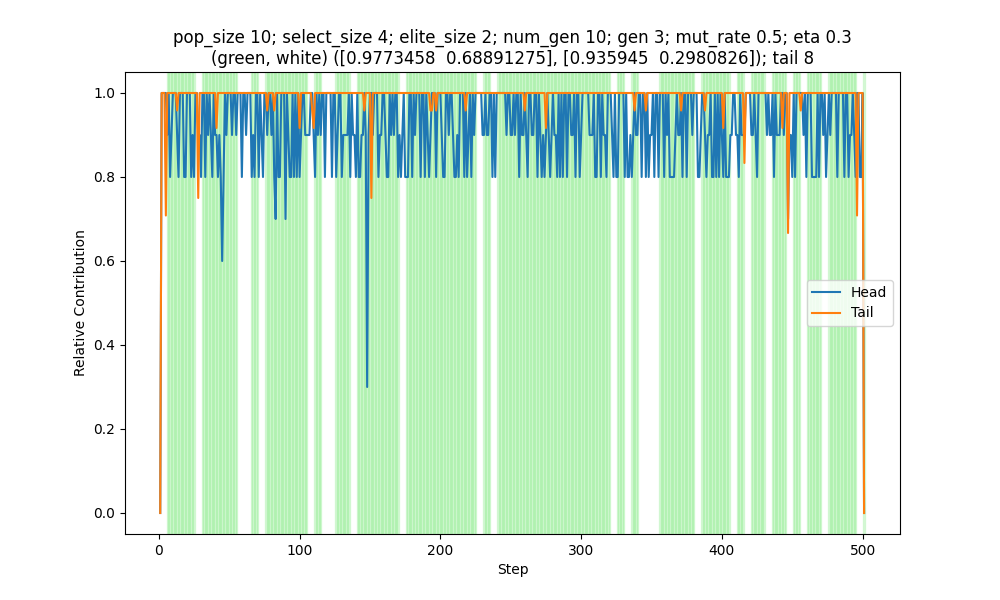 pop_size 10; select_size 4; elite_size 2; num_gen 10; gen 3; mut_rate 0.5; eta 0.3
(green, white) ([0.9773458  0.68891275], [0.935945  0.2980826]); tail 8
1.0
0.8
0.6
0.4
0.2
0.0
Relative Contribution
Head
Tail
0 100 200 300 400 500
Step